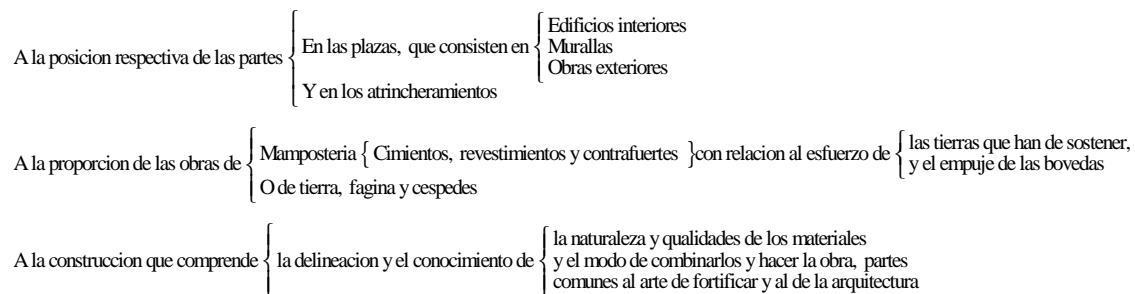 A la posicion respectiva de las partes { En las plazas, que consisten en { Edificios interiores
Murallas
Obras exteriores
Y en los atrincheramientos
A la proporcion de las obras de { Mamposteria { Cimientos, revestimientos y contrafuertes } con relacion al esfuerzo de { las tierras que han de sostener,
y el empuje de las bovedas
O de tierra, fagina y cespedes
A la construccion que comprende { la delineacion y el conocimiento de { la naturaleza y qualidades de los materiales
y el modo de combinarlos y hacer la obra, partes
comunes al arte de fortificar y al de la arquitectura